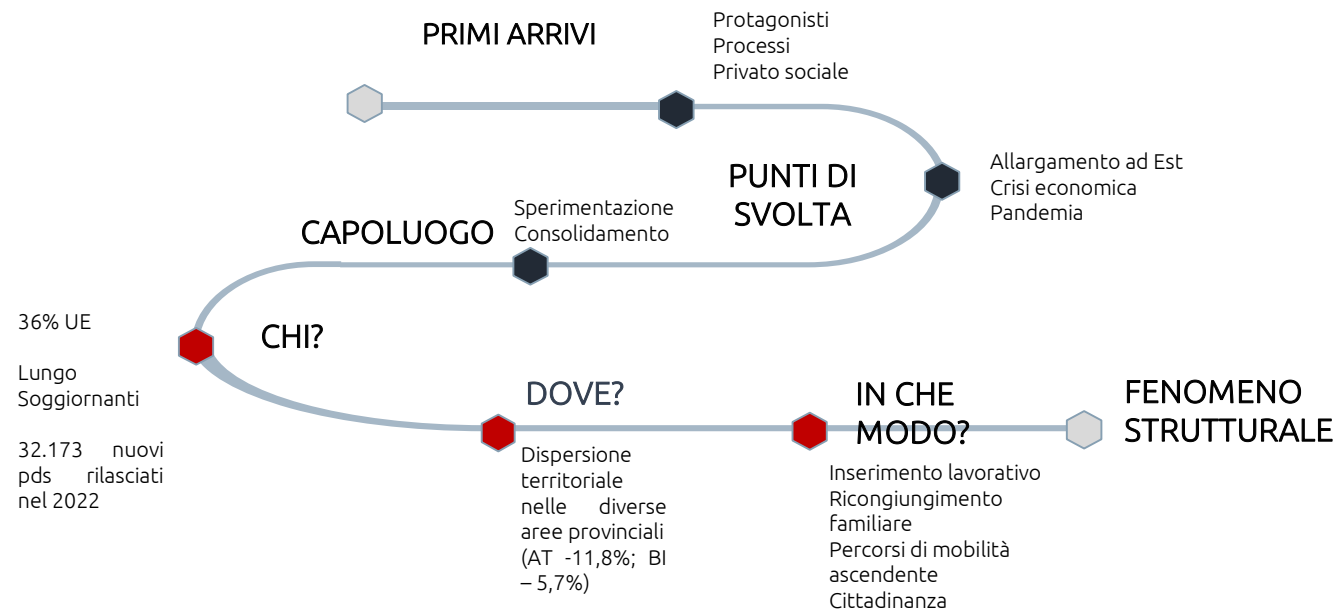 PRIMI ARRIVI
Protagonisti
Processi
Privato sociale
PUNTI DI
SVOLTA
Allargamento ad Est
Crisi economica
Pandemia
CAPOLUOGO
Sperimentazione
Consolidamento
CHI?
36% UE
Lungo
Soggiornanti
32.173 nuovi
pds rilasciati
nel 2022
DOVE?
Dispersione
territoriale
nelle diverse
aree provinciali
(AT -11,8%; BI
– 5,7%)
IN CHE
MODO?
Inserimento lavorativo
Ricongiungimento
familiare
Percorsi di mobilità
ascendente
Cittadinanza
FENOMENO
STRUTTURALE